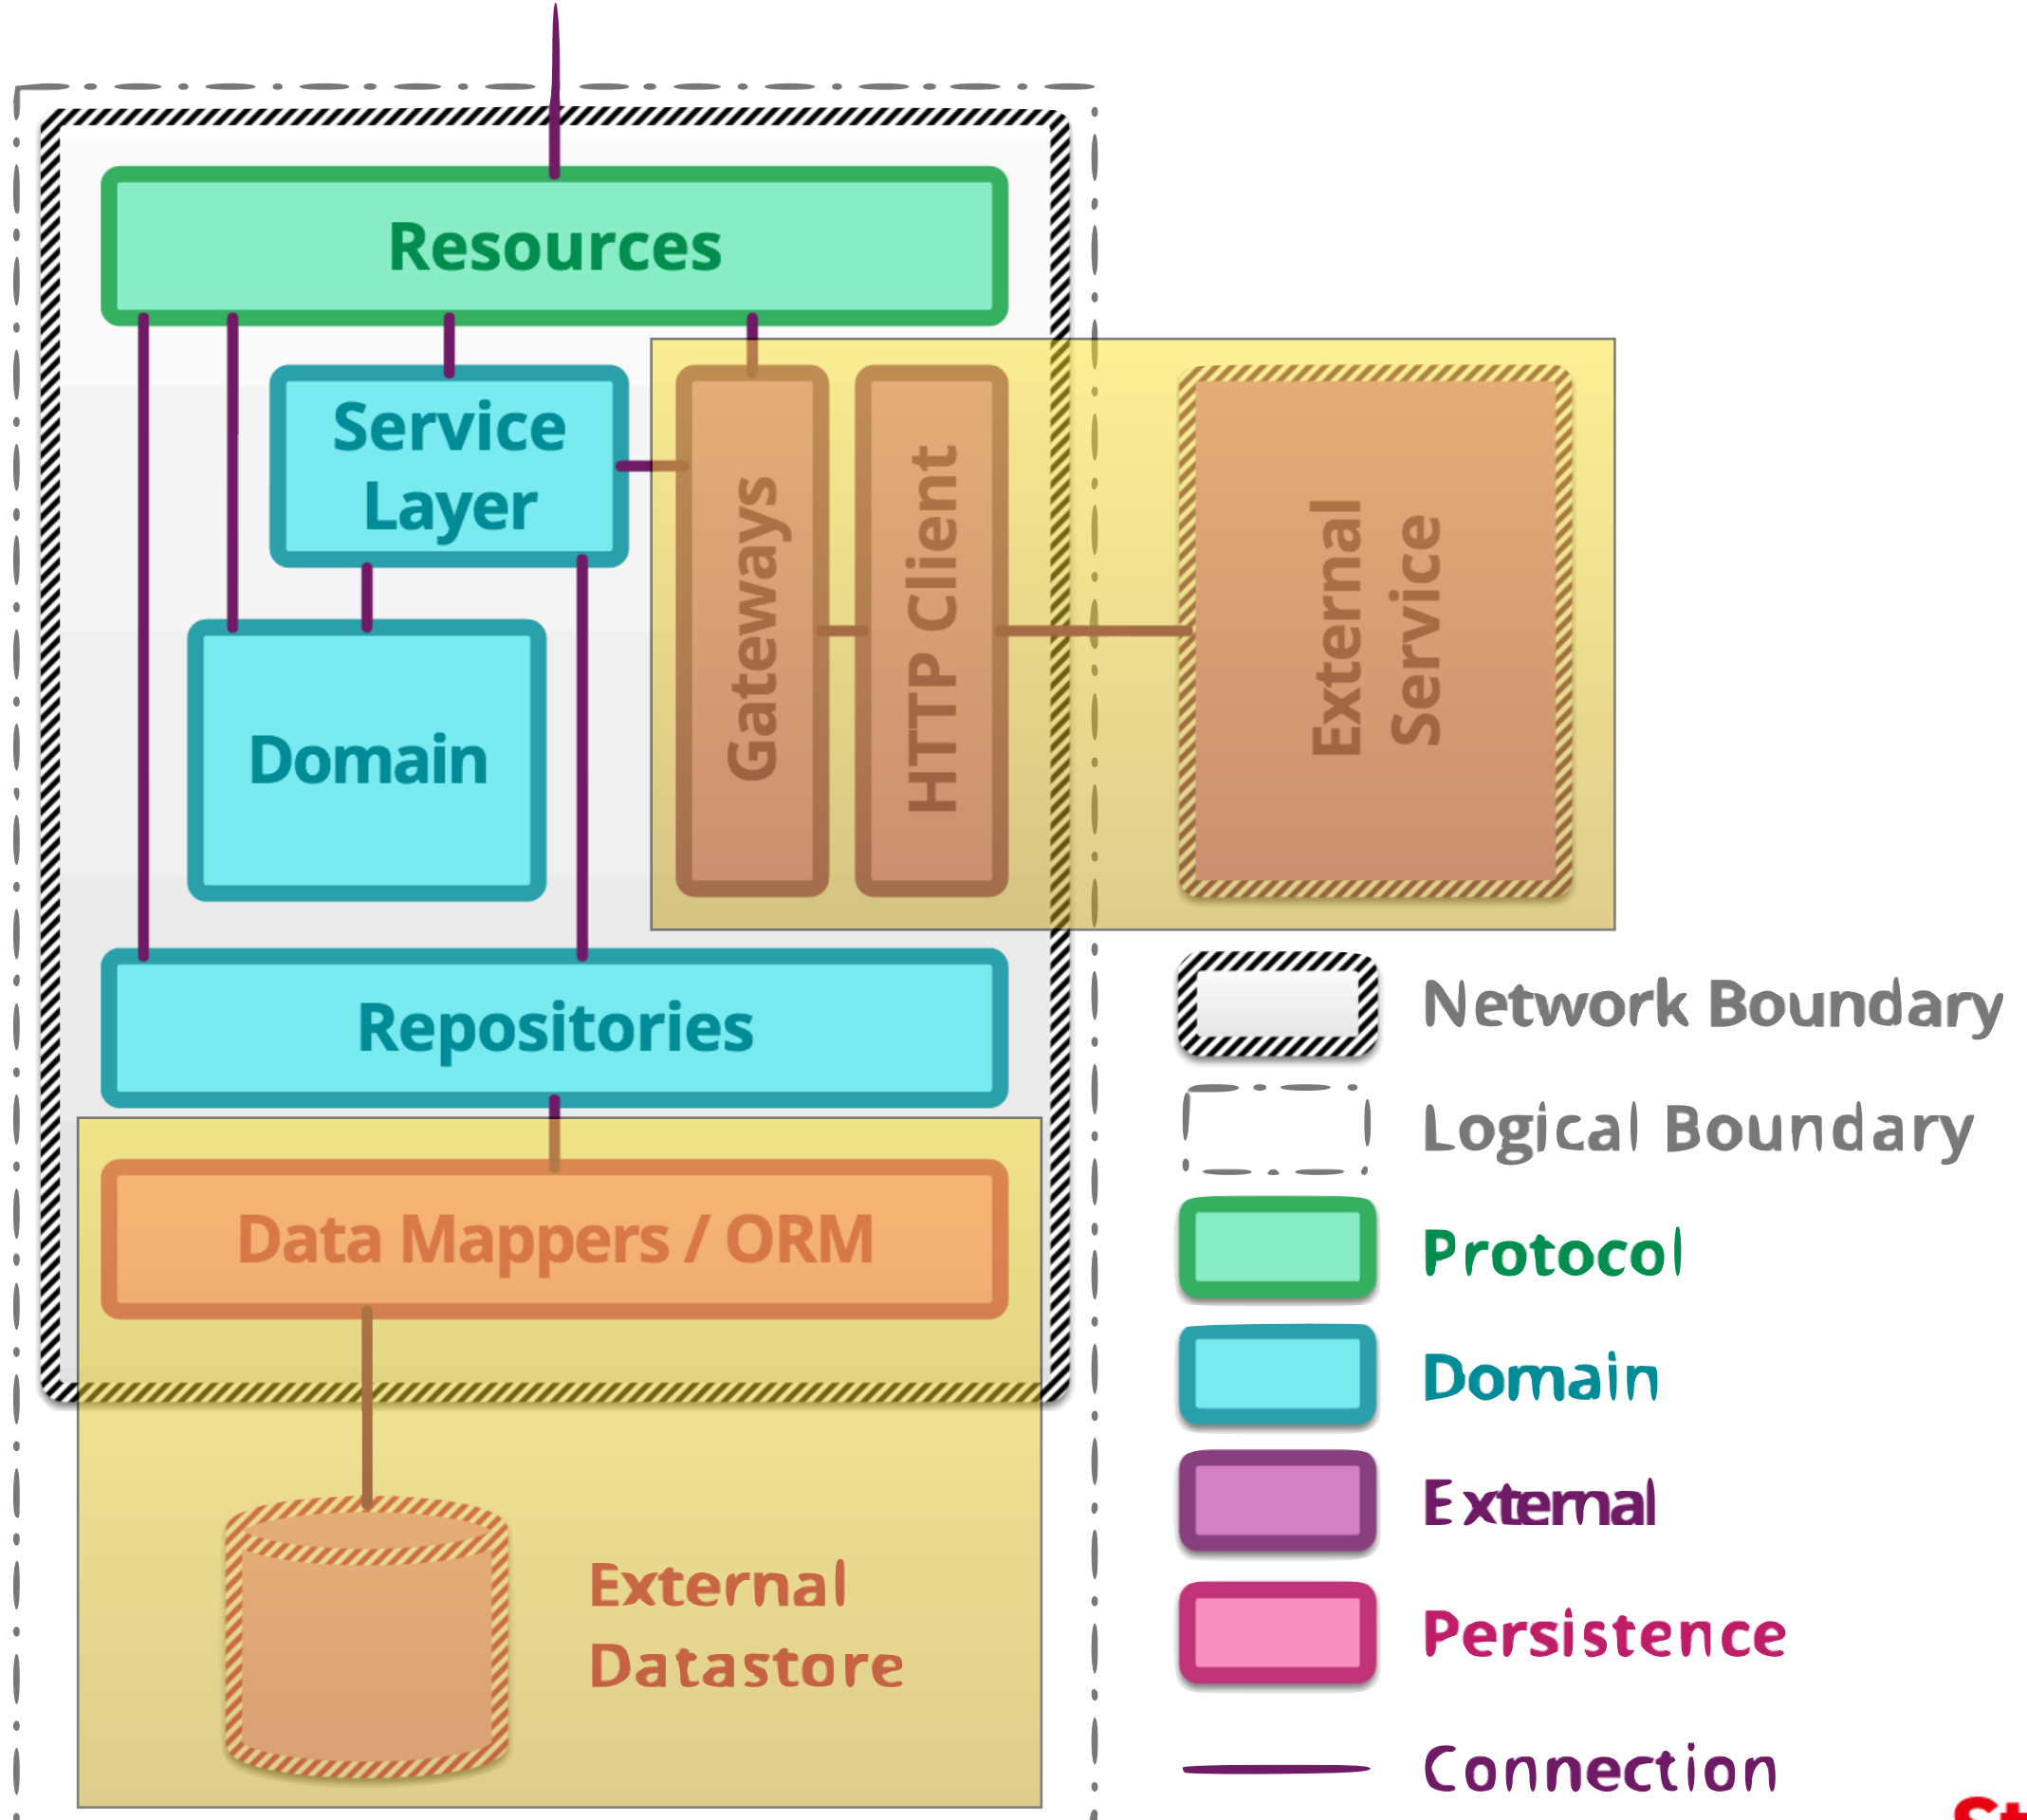 Resources
Service
Layer
Gateways
HTTP Client
External
Service
Domain
Repositories
Data Mappers / ORM
External
Datastore
Network Boundary
Logical Boundary
Protocol
Domain
External
Persistence
Connection